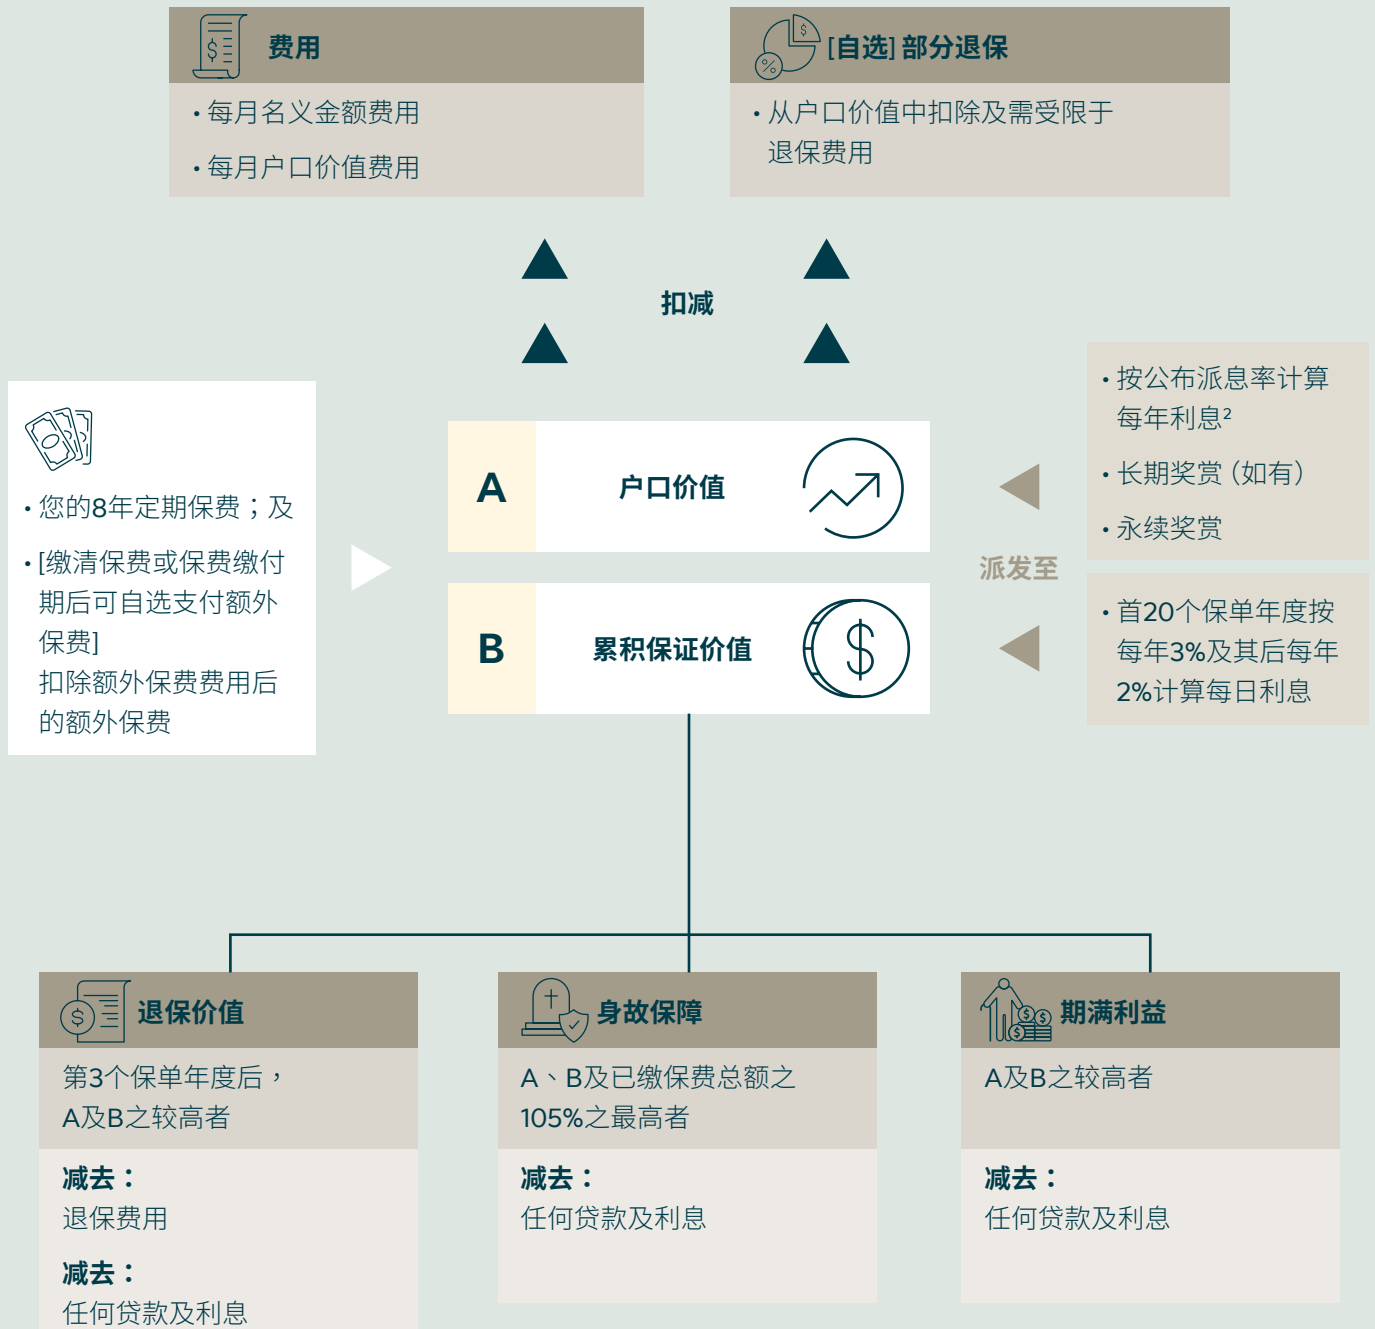 费用
• 每月名义金额费用
• 每月户口价值费用
[自选] 部分退保
• 从户口价值中扣除及需受限于
退保费用
扣减
• 您的8年定期保费；及
• [缴清保费或保费缴付
期后可自选支付额外
保费]
扣除额外保费费用后
的额外保费
A
户口价值
B
累积保证价值
• 按公布派息率计算
每年利息²
• 长期奖赏（如有）
• 永续奖赏
派发至
• 首20个保单年度按
每年3%及其后每年
2%计算每日利息
退保价值
第3个保单年度后，
A及B之较高者
减去：
退保费用
减去：
任何贷款及利息
身故保障
A、B及已缴保费总额之
105%之最高者
减去：
任何贷款及利息
期满利益
A及B之较高者
减去：
任何贷款及利息